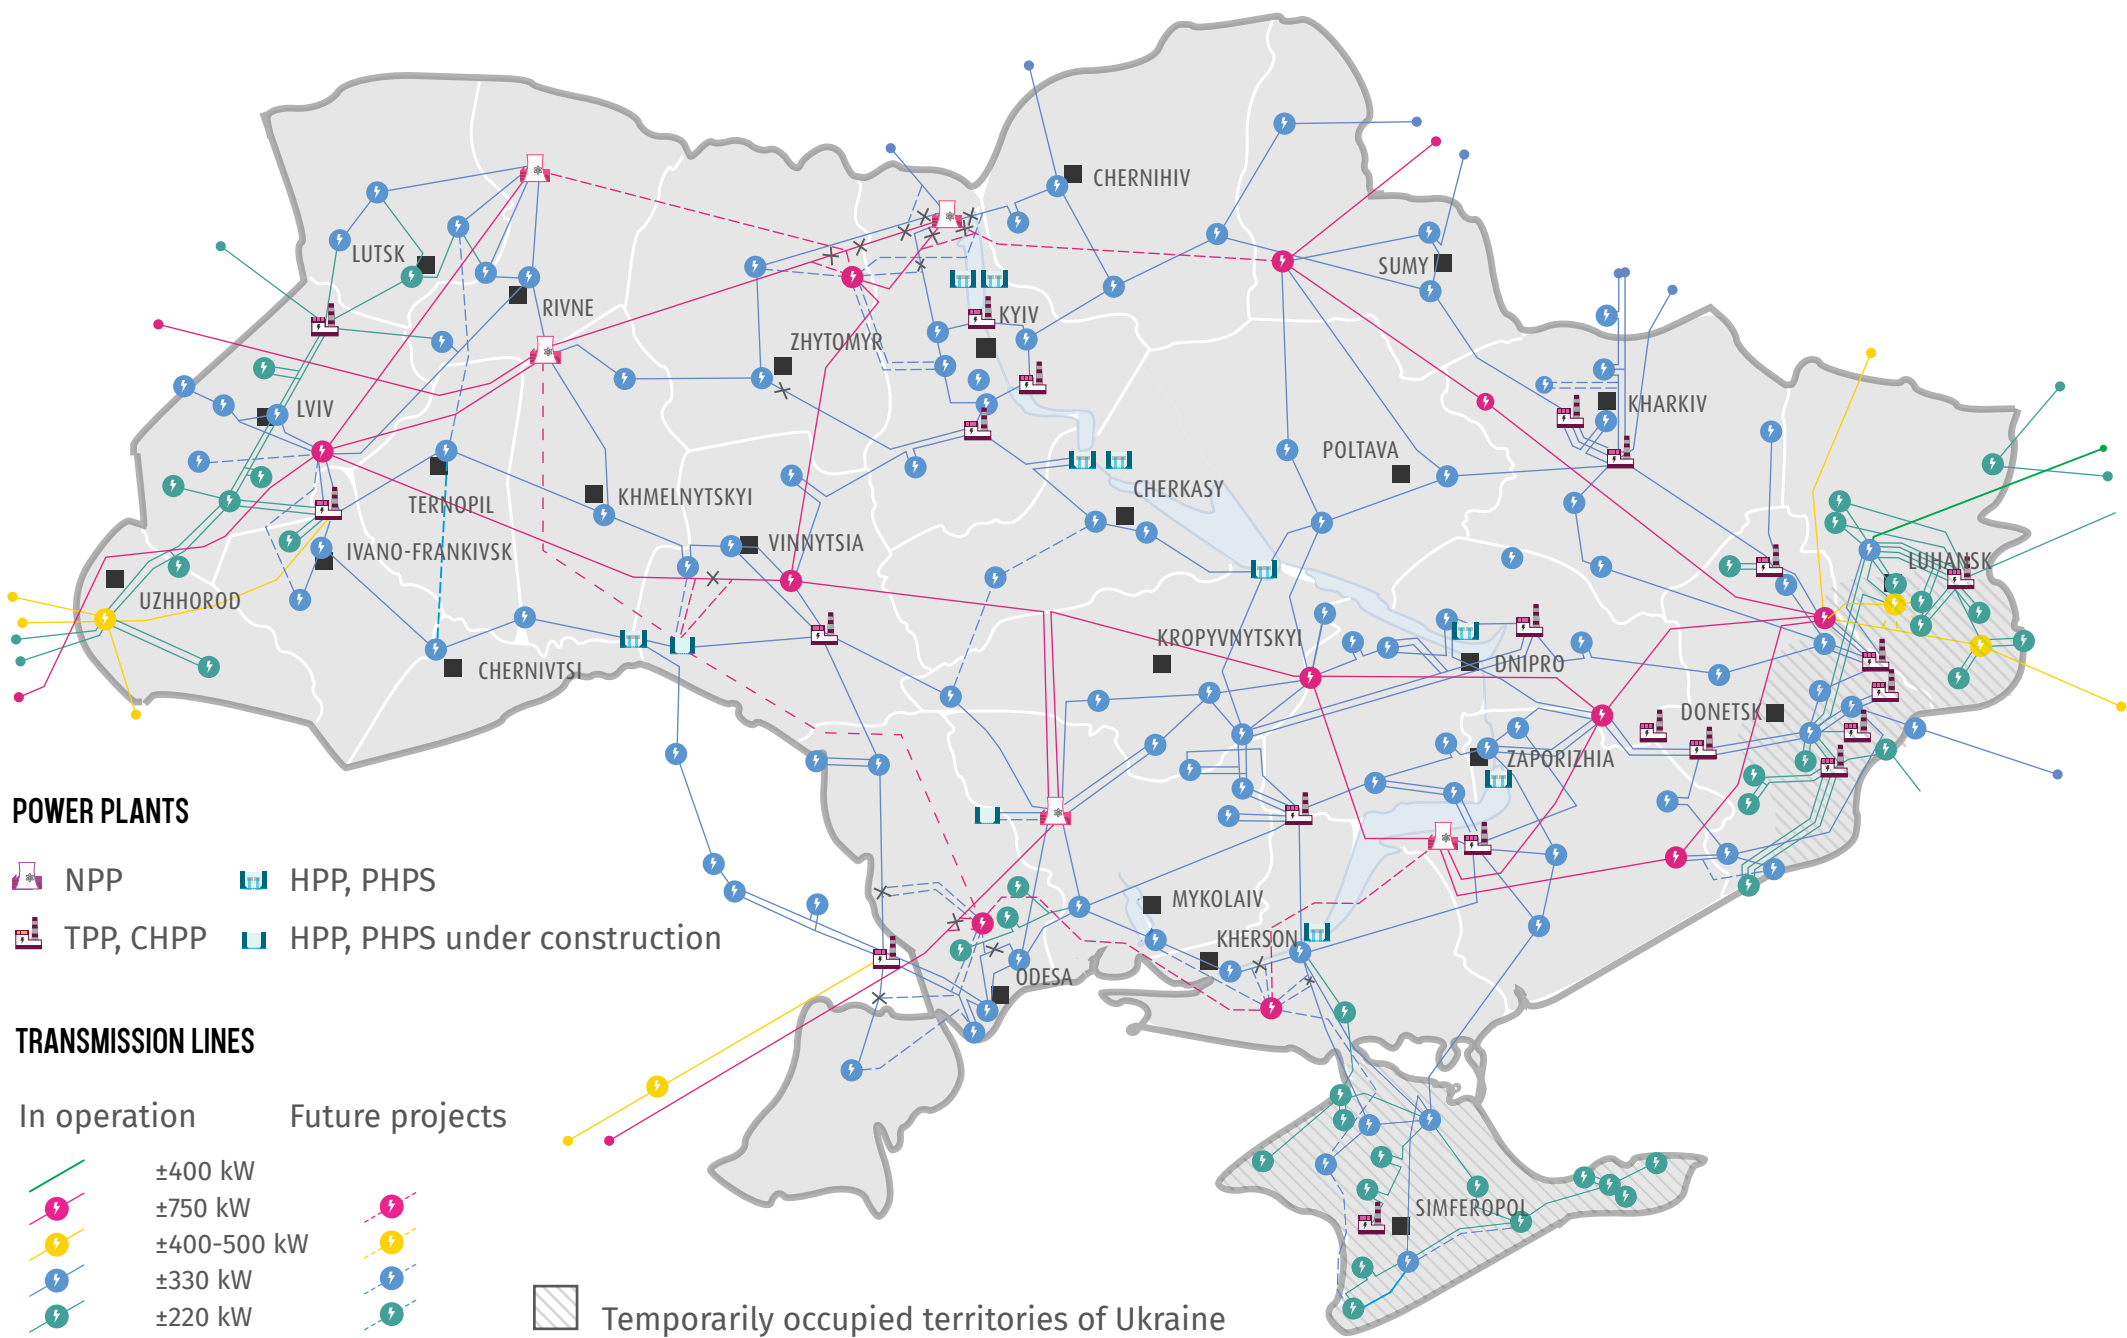 CHERNIHIV
LUTSK
SUMY
RIVNE
KYIV
ZHYTOMYR
LVIV
KHARKIV
POLTAVA
TERNOPIL
KHMELNYTSKYI
CHERKASY
IVANO-FRANKIVSK
VINNYTSIA
LUHANSK
UZHHOROD
KROPYVNYTSKYI
DNIPRO
CHERNIVTSI
DONETSK
ZAPORIZHIA
MYKOLAIV
KHERSON
ODESA
SIMFEROPOL
POWER PLANTS
NPP
HPP, PHPS
TPP, CHPP
HPP, PHPS under construction
TRANSMISSION LINES
In operation
Future projects
±400 kW
±750 kW
±400-500 kW
±330 kW
±220 kW
Temporarily occupied territories of Ukraine